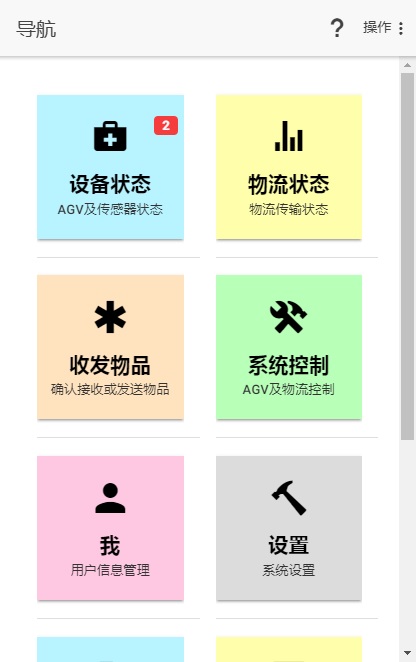 导航
?
操作
2
设备状态
AGV及传感器状态
物流状态
物流传输状态
收发物品
确认接收或发送物品
系统控制
AGV及物流控制
我
用户信息管理
设置
系统设置